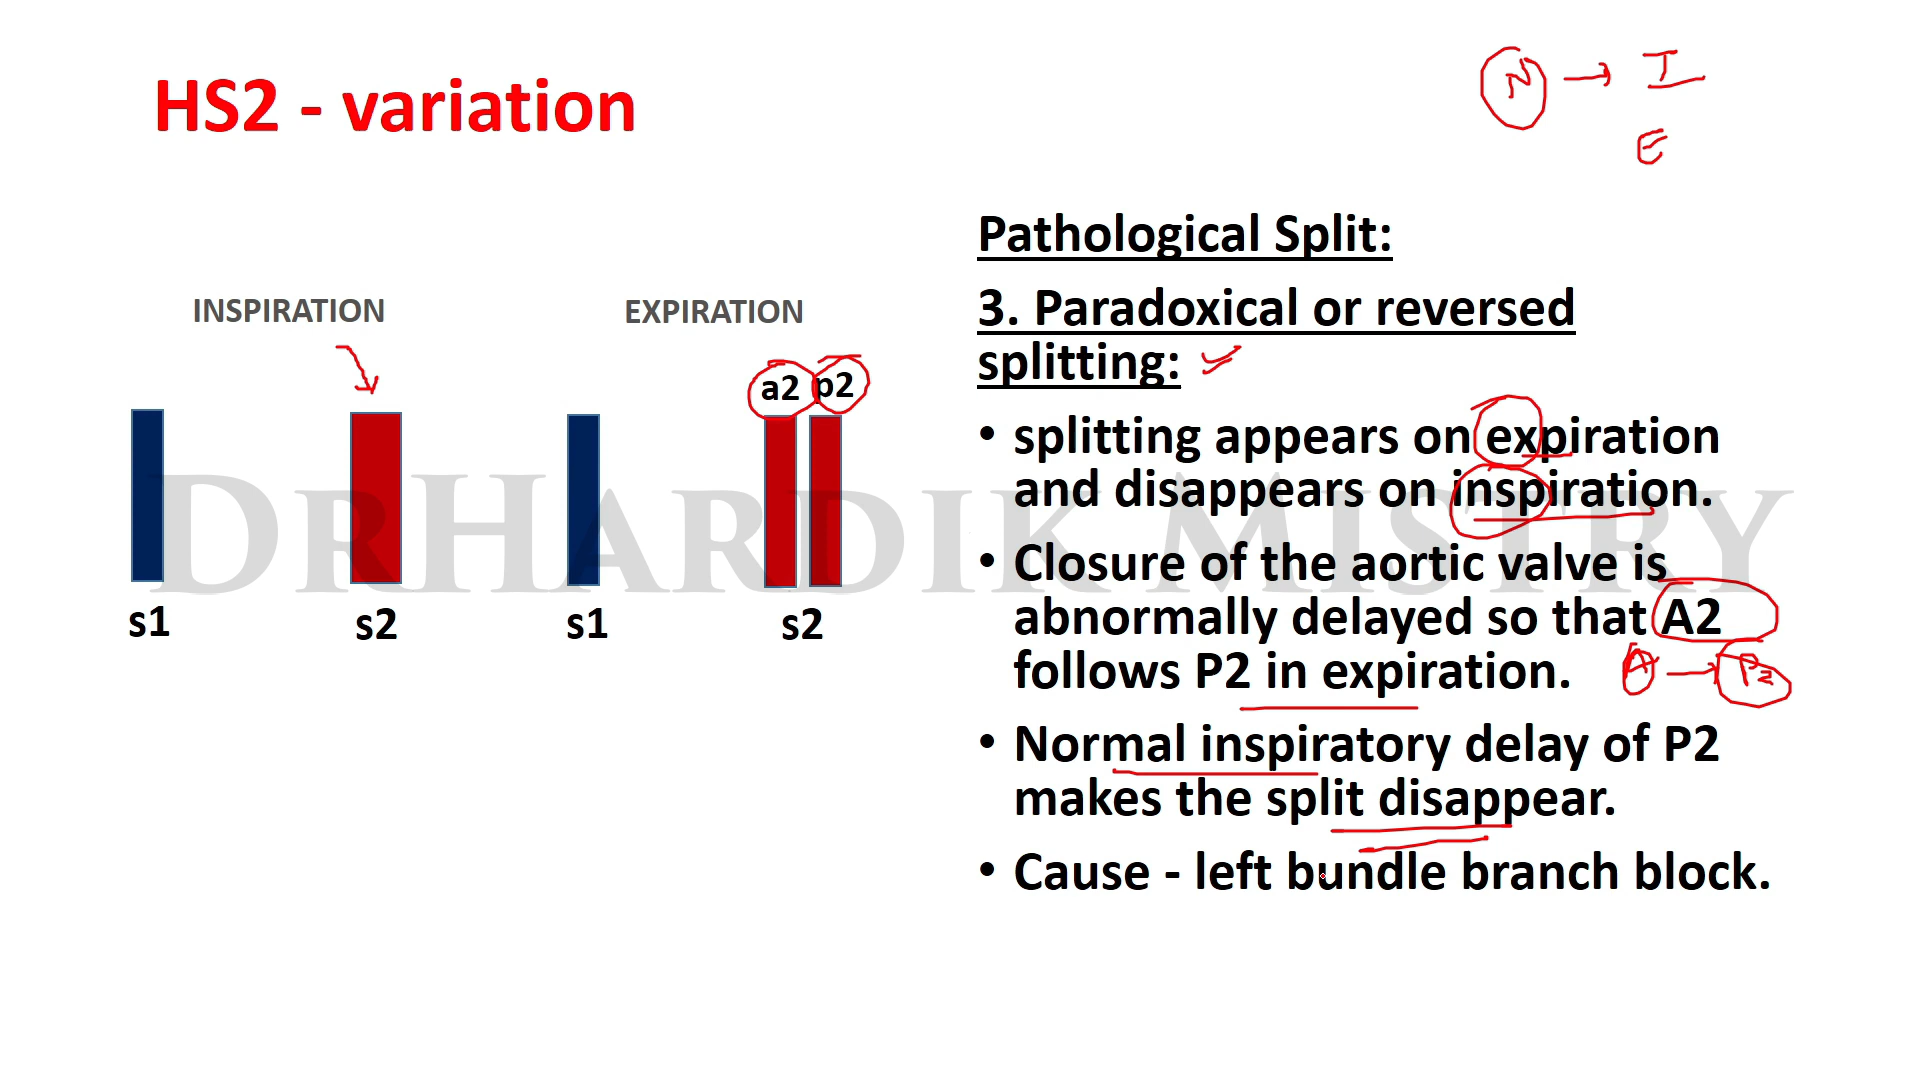 HS2 - variation
N → I
E
Pathological Split:
3. Paradoxical or reversed
splitting:
• splitting appears on expiration
and disappears on inspiration.
• Closure of the aortic valve is
abnormally delayed so that A2
follows P2 in expiration.
A → P2
• Normal inspiratory delay of P2
makes the split disappear.
• Cause - left bundle branch block.
INSPIRATION
EXPIRATION
a2 p2
s1 s2 s1 s2
DRHARDIK MISTRY